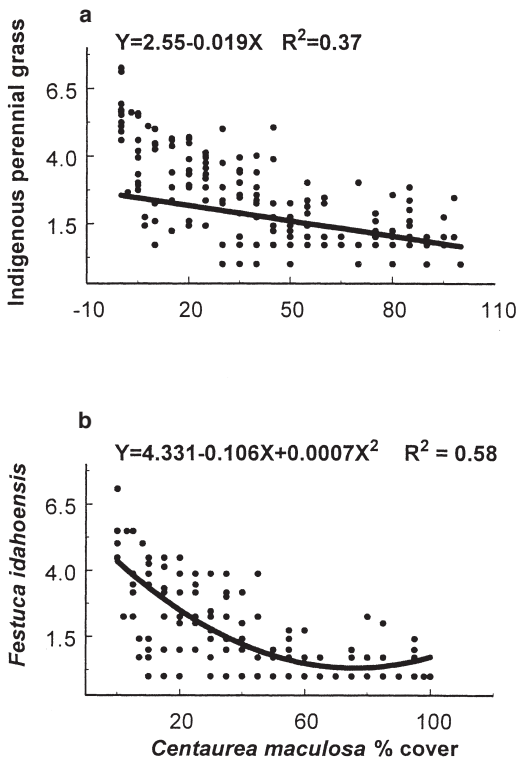 a
Y=2.55-0.019X R²=0.37
Indigenous perennial grass
6.5
4.0
1.5
-10 20 50 80 110
b
Y=4.331-0.106X+0.0007X² R² = 0.58
Festuca idahoensis
6.5
4.0
1.5
20 60 100
Centaurea maculosa % cover